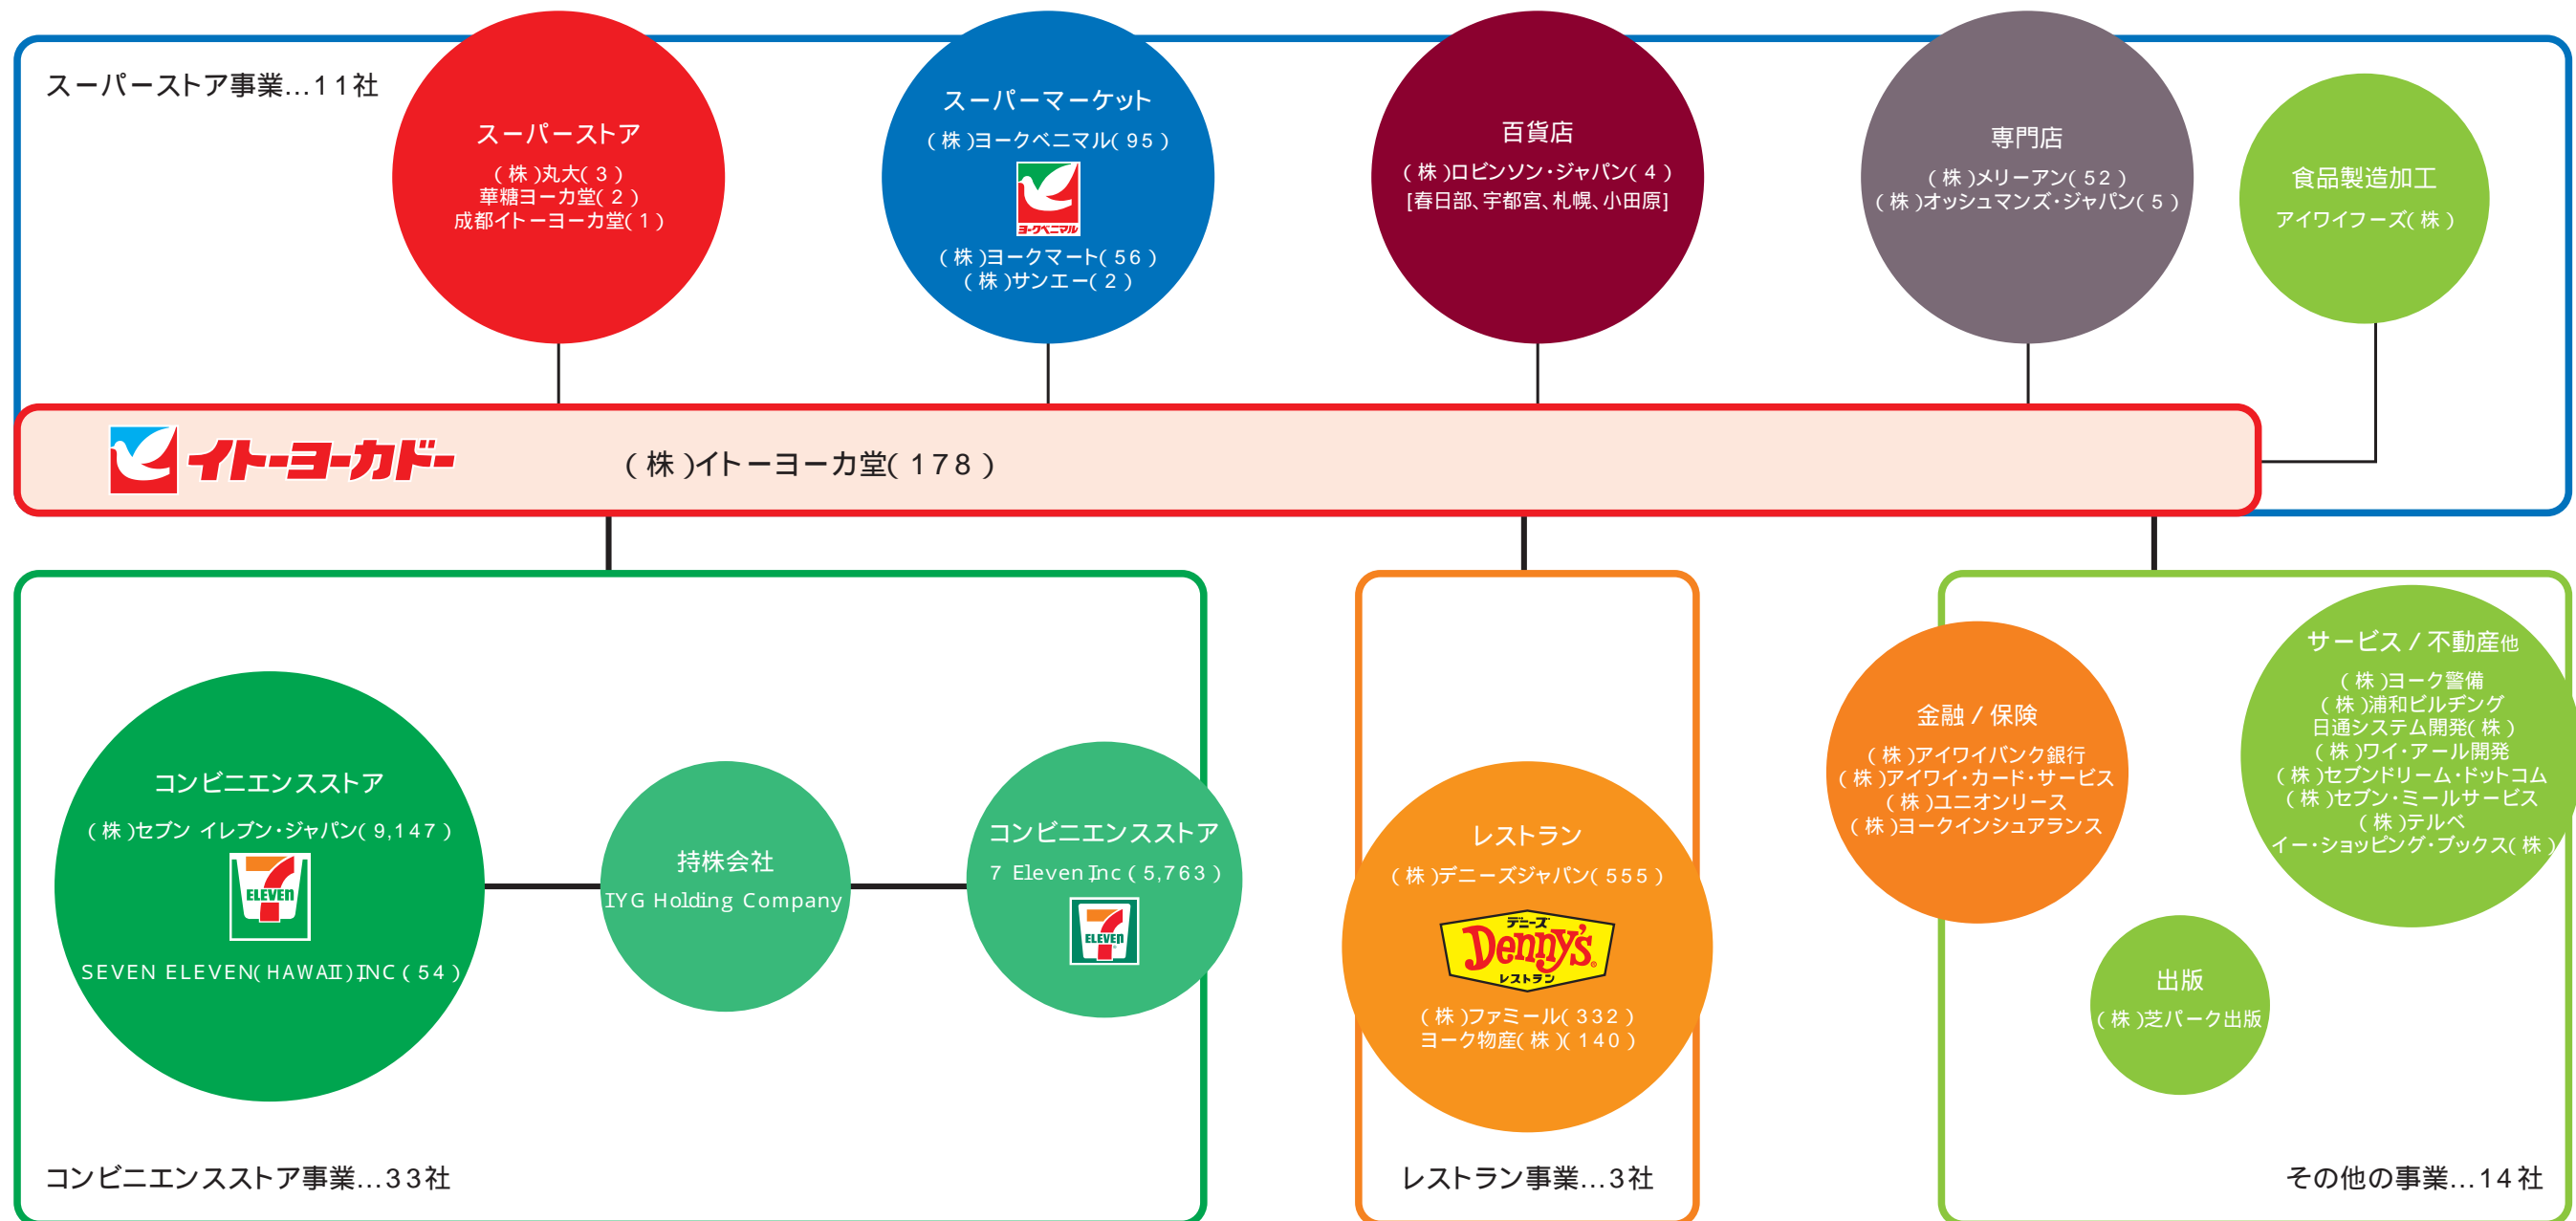 スーパーストア事業...11社
スーパーストア
(株)丸大(3)
華糖ヨーカ堂(2)
成都イトーヨーカ堂(1)
スーパーマーケット
(株)ヨークベニマル(95)
ヨークベニマル
(株)ヨークマート(56)
(株)サンエー(2)
百貨店
(株)ロビンソン・ジャパン(4)
[春日部、宇都宮、札幌、小田原]
専門店
(株)メリーアン(52)
(株)オッシュマンズ・ジャパン(5)
食品製造加工
アイワイフーズ(株)
イトーヨーカドー
(株)イトーヨーカ堂(178)
コンビニエンスストア
(株)セブン イレブン・ジャパン(9,147)
7
ELEVEN
SEVEN ELEVEN(HAWAII),INC(54)
持株会社
IYG Holding Company
コンビニエンスストア
7 Eleven,Inc(5,763)
7
ELEVEN
コンビニエンスストア事業...33社
レストラン
(株)デニーズジャパン(555)
デニーズ
Denny's
レストラン
(株)ファミール(332)
ヨーク物産(株)(140)
レストラン事業...3社
金融/保険
(株)アイワイバンク銀行
(株)アイワイ・カード・サービス
(株)ユニオンリース
(株)ヨークインシュアランス
サービス/不動産他
(株)ヨーク警備
(株)浦和ビルヂング
日通システム開発(株)
(株)ワイ・アール開発
(株)セブンドリーム・ドットコム
(株)セブン・ミールサービス
(株)テルベ
イー・ショッピング・ブックス(株)
出版
(株)芝パーク出版
その他の事業...14社